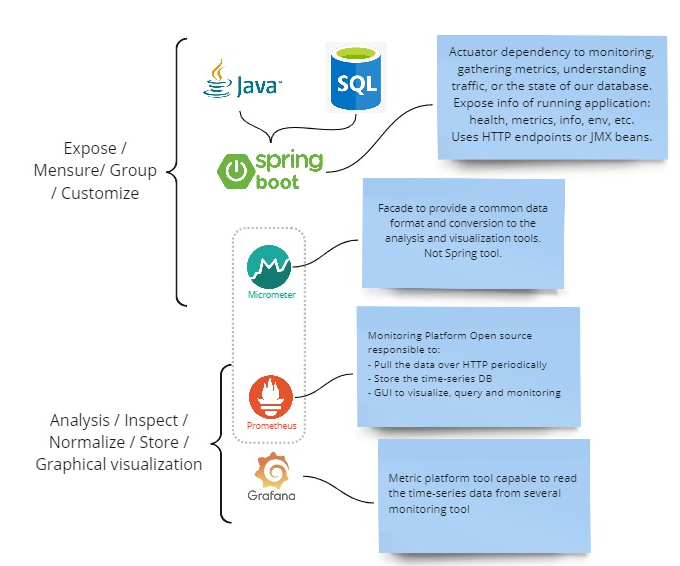 Java
SQL
Actuator dependency to monitoring,
gathering metrics, understanding
traffic, or the state of our database.
Expose info of running application:
health, metrics, info, env, etc.
Uses HTTP endpoints or JMX beans.
Expose /
Mensure/ Group
/ Customize
spring
boot
Facade to provide a common data
format and conversion to the
analysis and visualization tools.
Not Spring tool.
Micrometer
Monitoring Platform Open source
responsible to:
- Pull the data over HTTP periodically
- Store the time-series DB
- GUI to visualize, query and monitoring
Prometheus
Analysis / Inspect /
Normalize / Store /
Graphical visualization
Grafana
Metric platform tool capable to read
the time-series data from several
monitoring tool